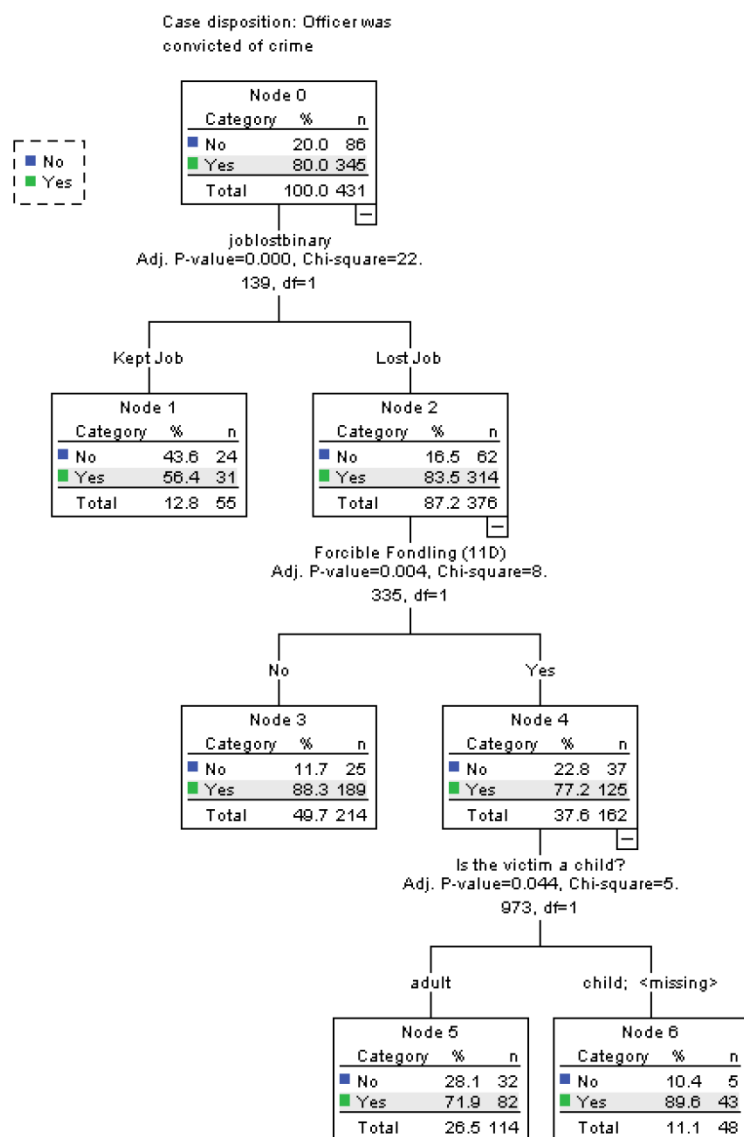 Case disposition: Officer was
convicted of crime
Node 0
Category % n
No 20.0 86
Yes 80.0 345
Total 100.0 431
No
Yes
joblostbinary
Adj. P-value=0.000, Chi-square=22.
139, df=1
Kept Job
Lost Job
Node 1
Category % n
No 43.6 24
Yes 56.4 31
Total 12.8 55
Node 2
Category % n
No 16.5 62
Yes 83.5 314
Total 87.2 376
Forcible Fondling (11D)
Adj. P-value=0.004, Chi-square=8.
335, df=1
No
Yes
Node 3
Category % n
No 11.7 25
Yes 88.3 189
Total 49.7 214
Node 4
Category % n
No 22.8 37
Yes 77.2 125
Total 37.6 162
Is the victim a child?
Adj. P-value=0.044, Chi-square=5.
973, df=1
adult
child; <missing>
Node 5
Category % n
No 28.1 32
Yes 71.9 82
Total 26.5 114
Node 6
Category % n
No 10.4 5
Yes 89.6 43
Total 11.1 48